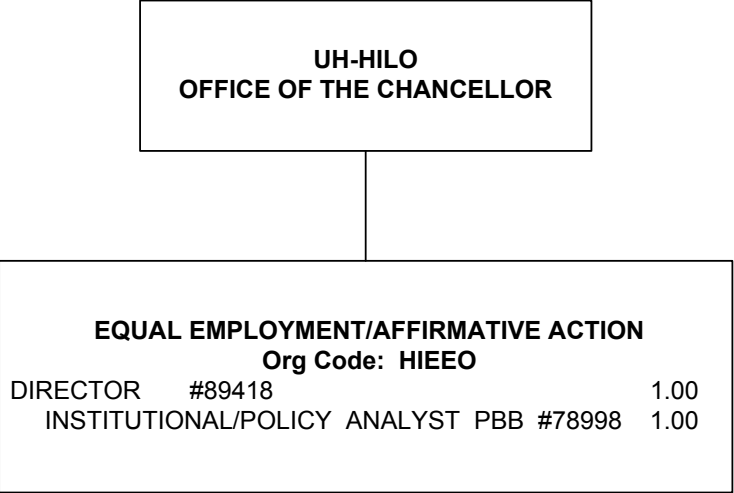 UH-HILO
OFFICE OF THE CHANCELLOR
EQUAL EMPLOYMENT/AFFIRMATIVE ACTION
Org Code: HIEEO
DIRECTOR #89418 1.00
INSTITUTIONAL/POLICY ANALYST PBB #78998 1.00